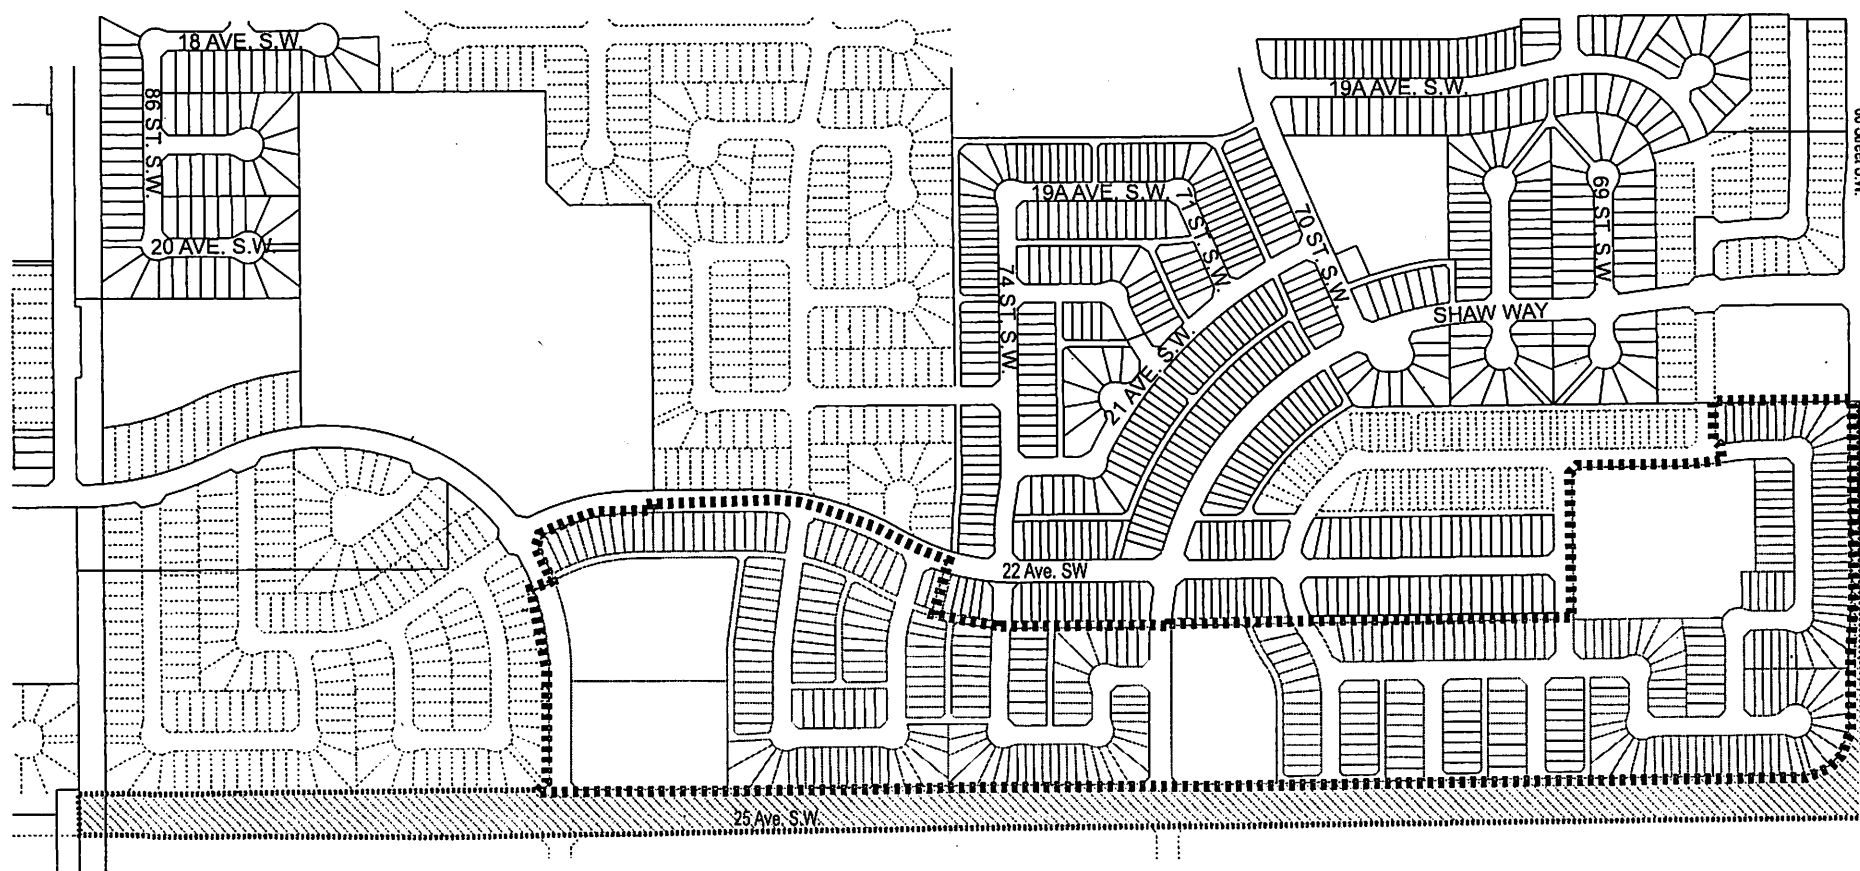 18 AVE. S.W.
86 ST. S.W.
20 AVE. S.W.
19A AVE. S.W.
19A AVE. S.W.
71 ST. S.W.
70 ST. S.W.
69 ST. S W
74 ST. S.W.
21 AVE. S.W.
SHAW WAY
22 Ave. SW
25 Ave. S.W.